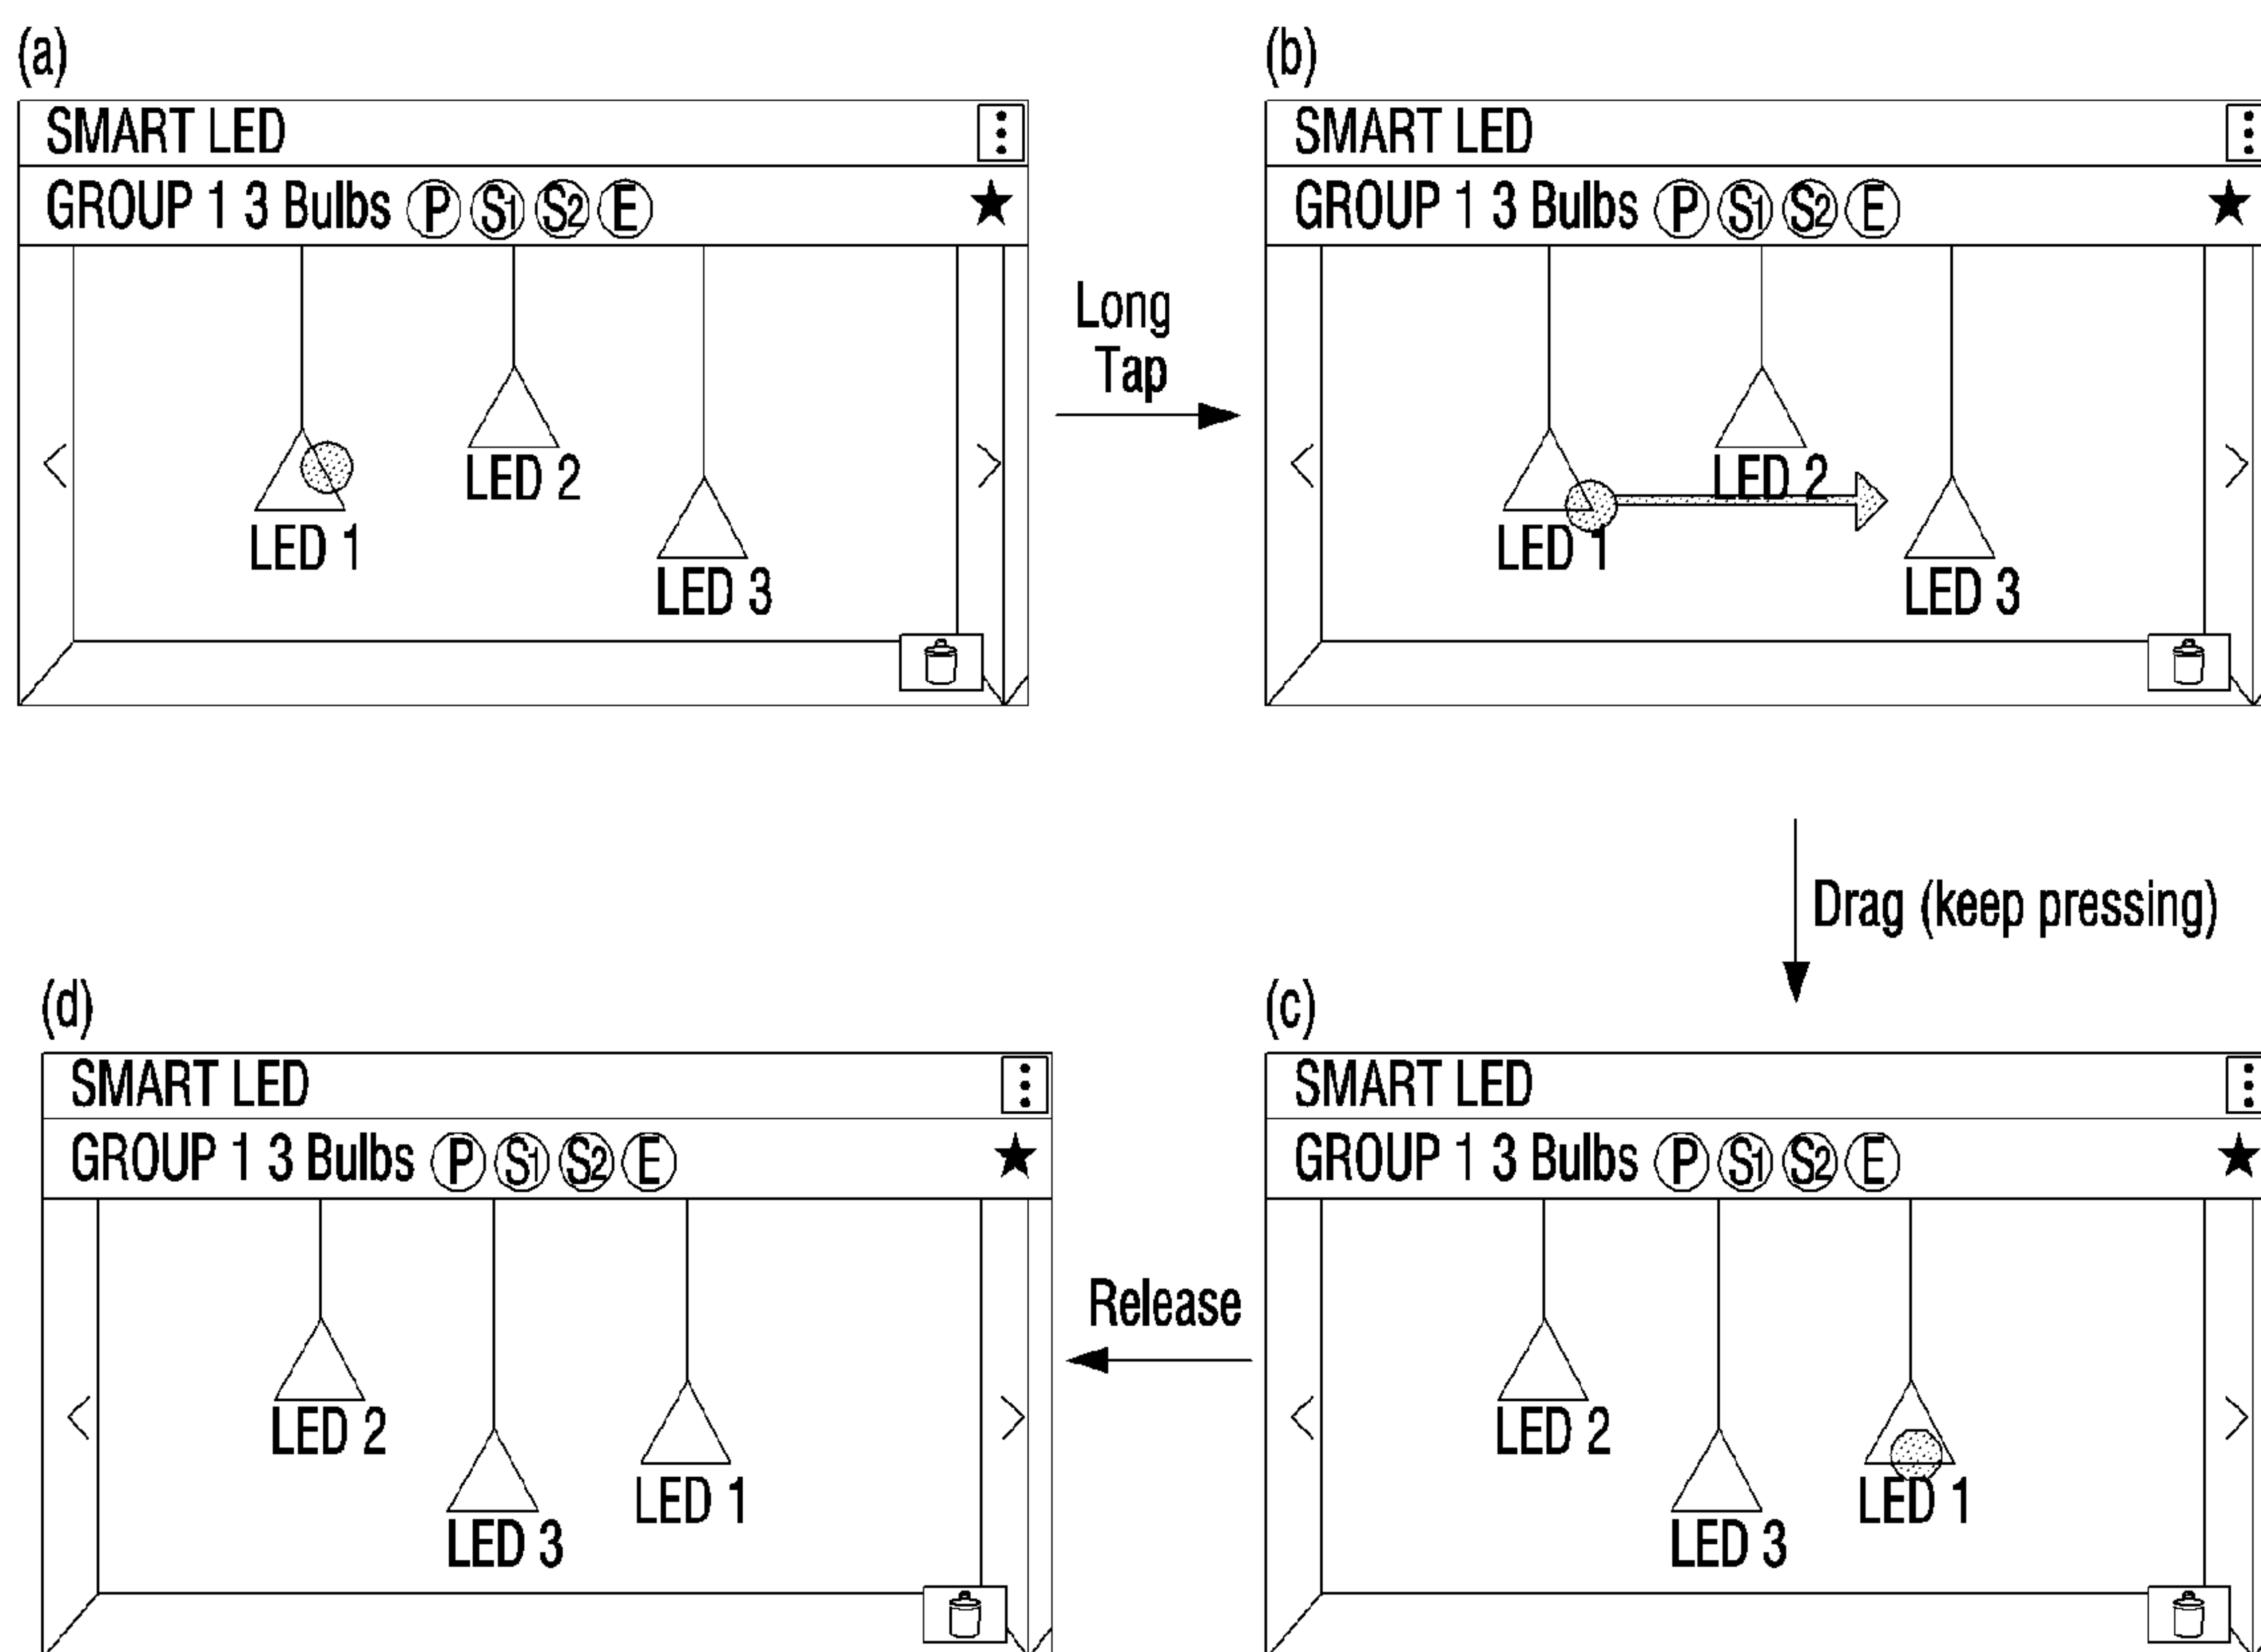 (a)
SMART LED
GROUP 1 3 Bulbs P S1 S2 E
LED 2
LED 1
LED 3
Long
Tap
(b)
SMART LED
GROUP 1 3 Bulbs P S1 S2 E
LED 2
LED 1
LED 3
Drag (keep pressing)
(c)
SMART LED
GROUP 1 3 Bulbs P S1 S2 E
LED 2
LED 1
LED 3
Release
(d)
SMART LED
GROUP 1 3 Bulbs P S1 S2 E
LED 2
LED 1
LED 3